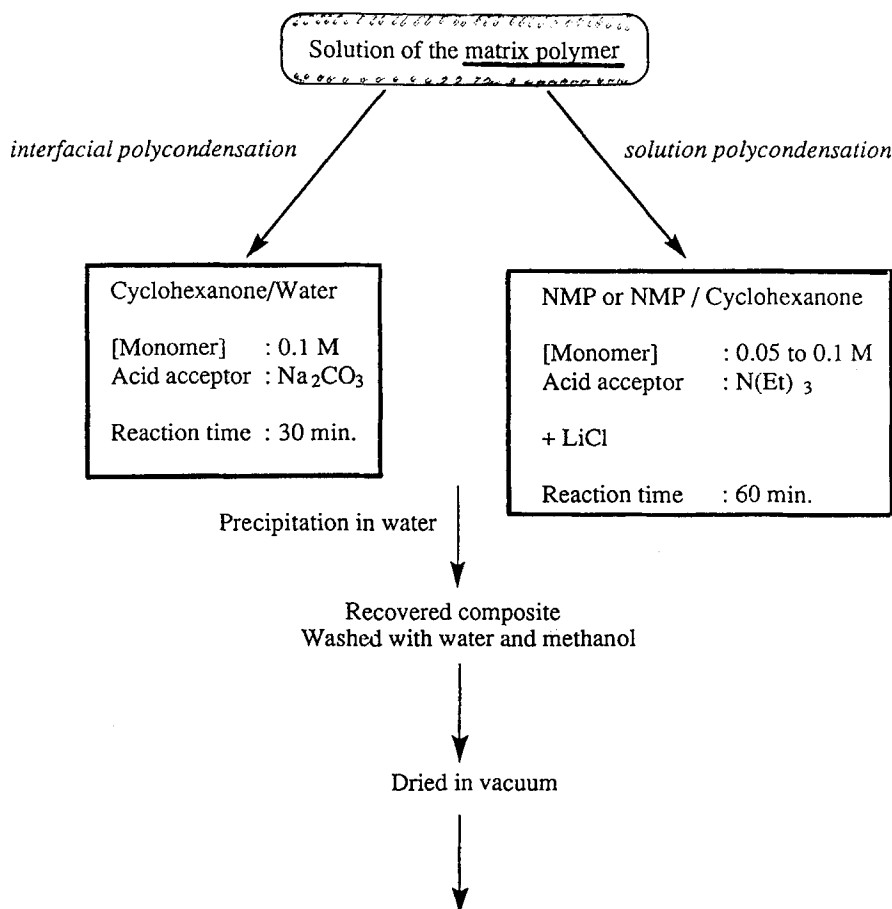 Solution of the matrix polymer
interfacial polycondensation
solution polycondensation
Cyclohexanone/Water
[Monomer] : 0.1 M
Acid acceptor : Na₂CO₃
Reaction time : 30 min.
NMP or NMP / Cyclohexanone
[Monomer] : 0.05 to 0.1 M
Acid acceptor : N(Et) ₃
+ LiCl
Reaction time : 60 min.
Precipitation in water
Recovered composite
Washed with water and methanol
Dried in vacuum